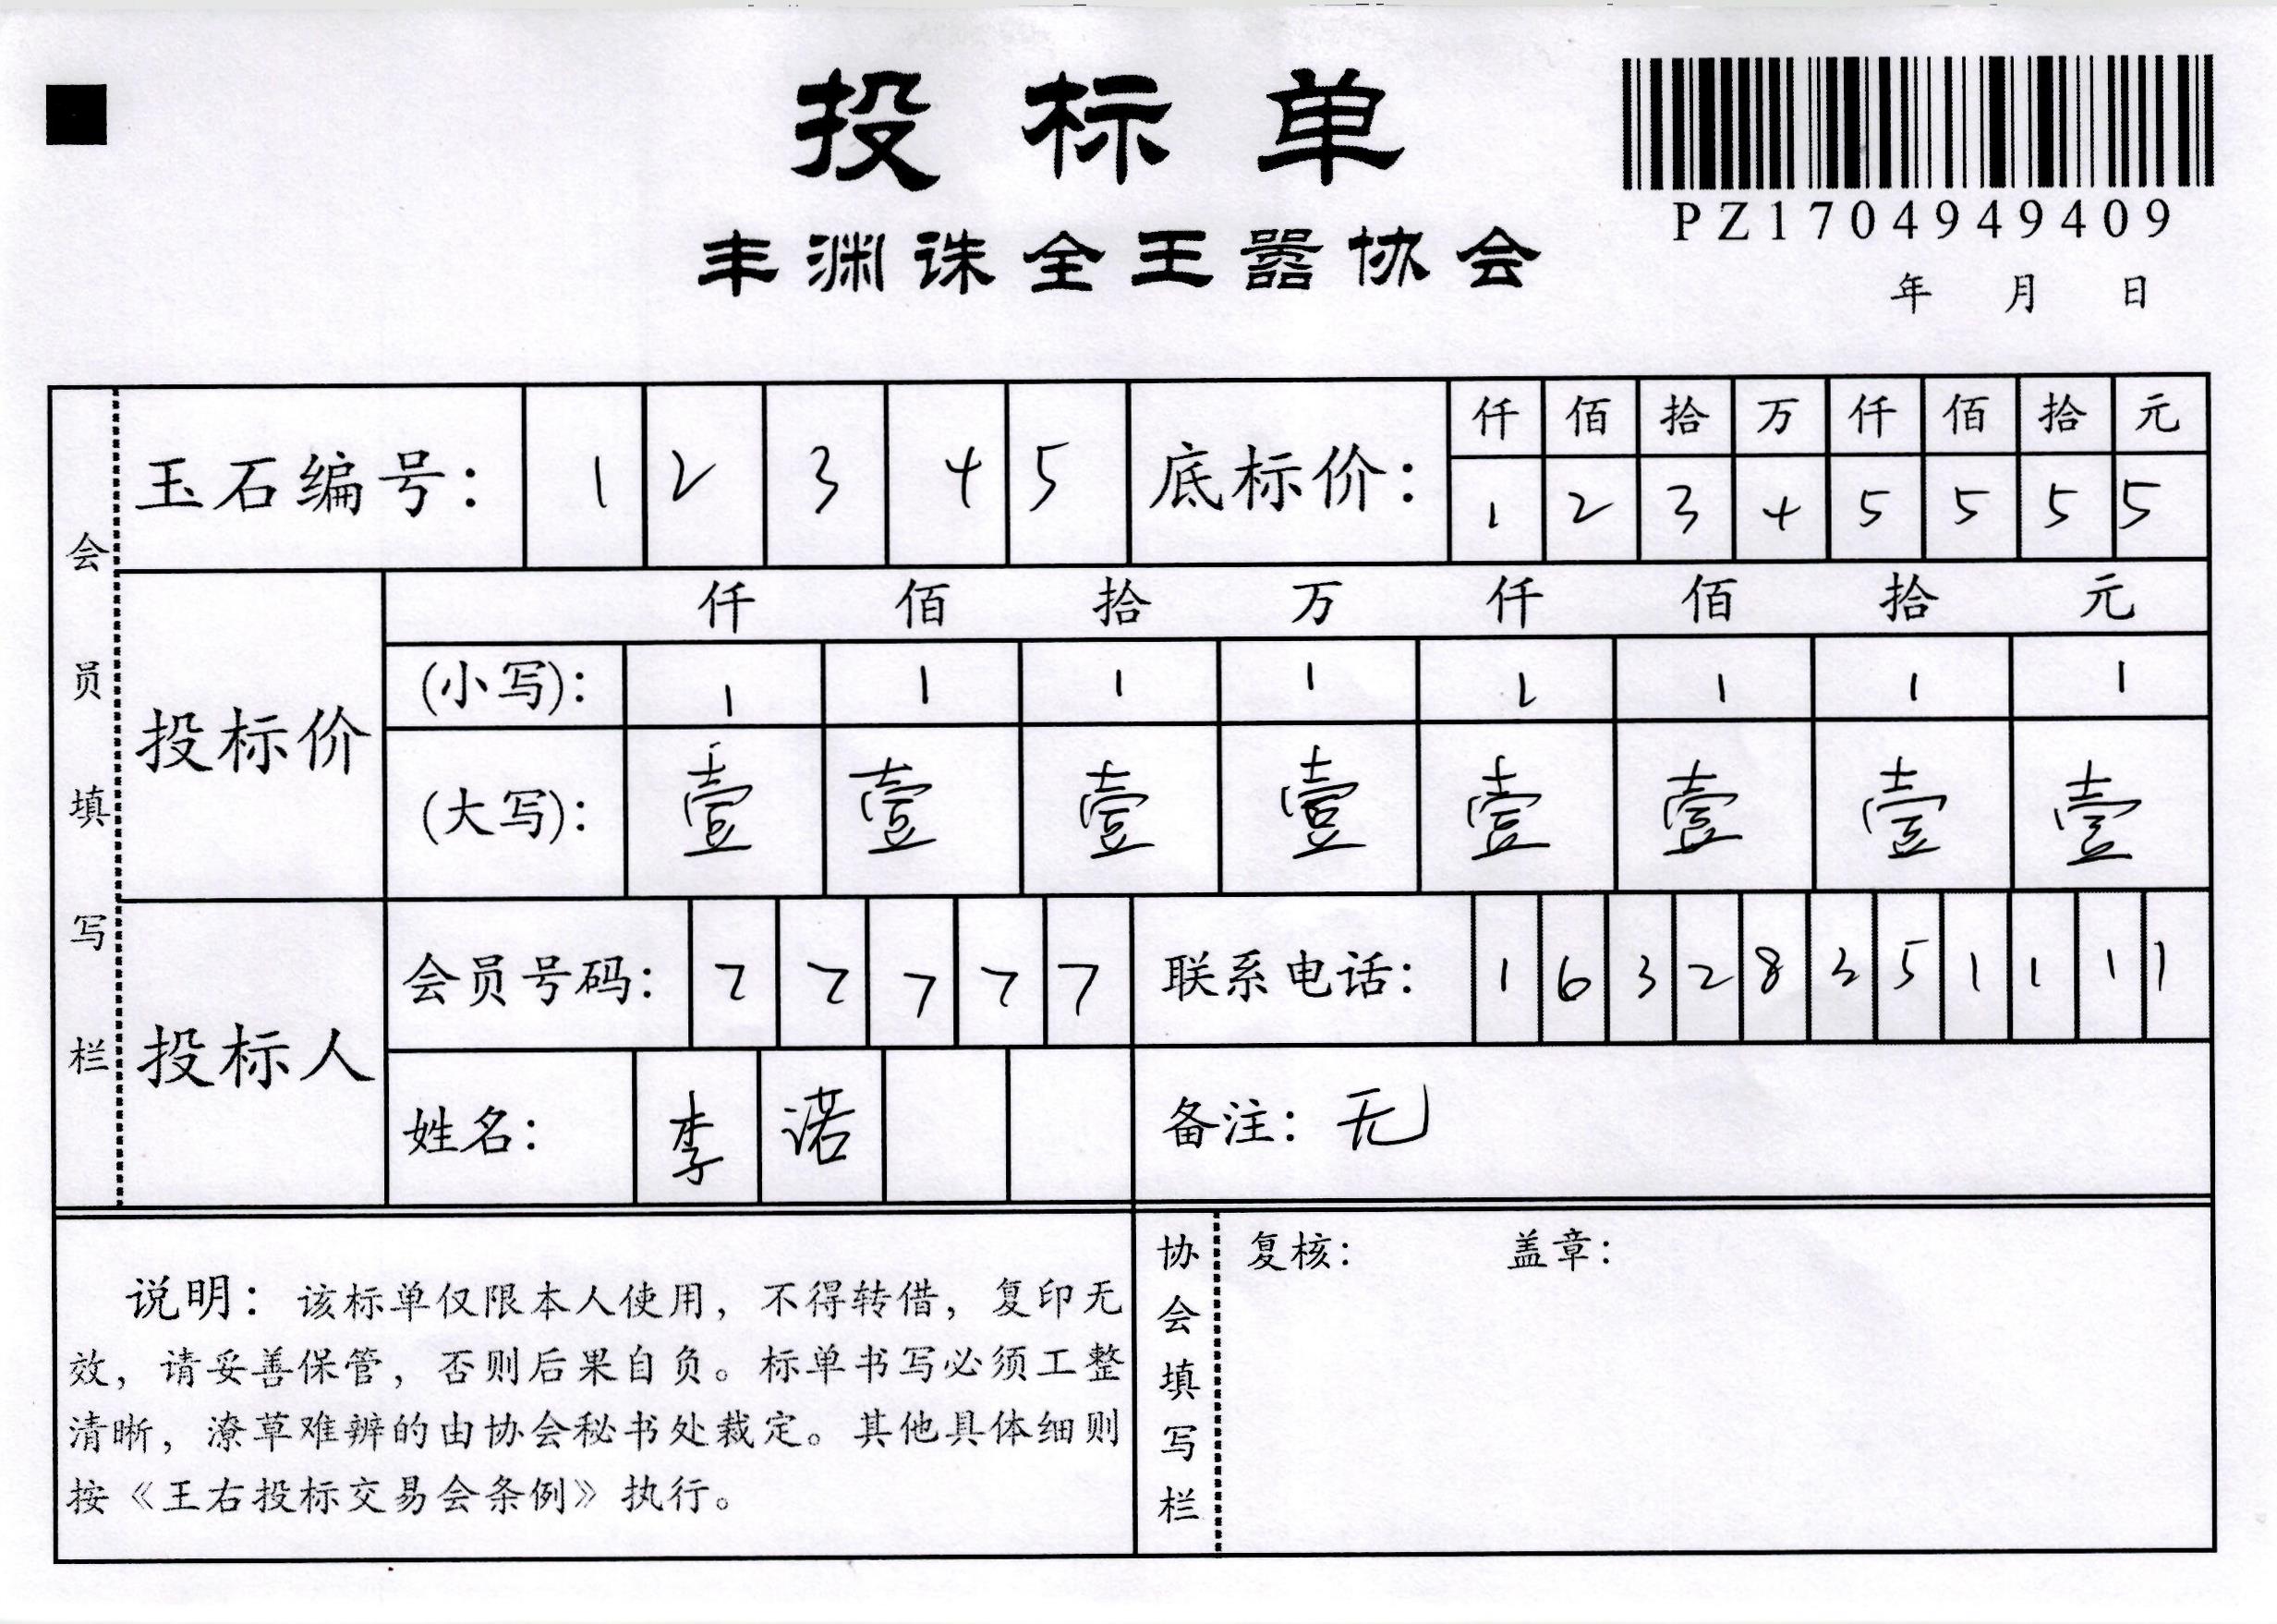 投标单
PZ1704949409
丰渊诛全王嚣协会
年 月 日
会员填写栏
玉石编号: 1 2 3 4 5
底标价:
仟 佰 拾 万 仟 佰 拾 元
1 2 3 4 5 5 5 5
投标价
仟 佰 拾 万 仟 佰 拾 元
(小写): 1 1 1 1 1 1 1 1
(大写): 壹 壹 壹 壹 壹 壹 壹 壹
投标人
会员号码: 7 7 7 7 7
联系电话: 1 6 3 2 8 3 5 1 1 1 1
姓名: 李 诺
备注: 无
说明: 该标单仅限本人使用, 不得转借, 复印无
效, 请妥善保管, 否则后果自负。标单书写必须工整
清晰, 潦草难辨的由协会秘书处裁定。其他具体细则
按《王右投标交易会条例》执行。
协会填写栏
复核: 盖章: